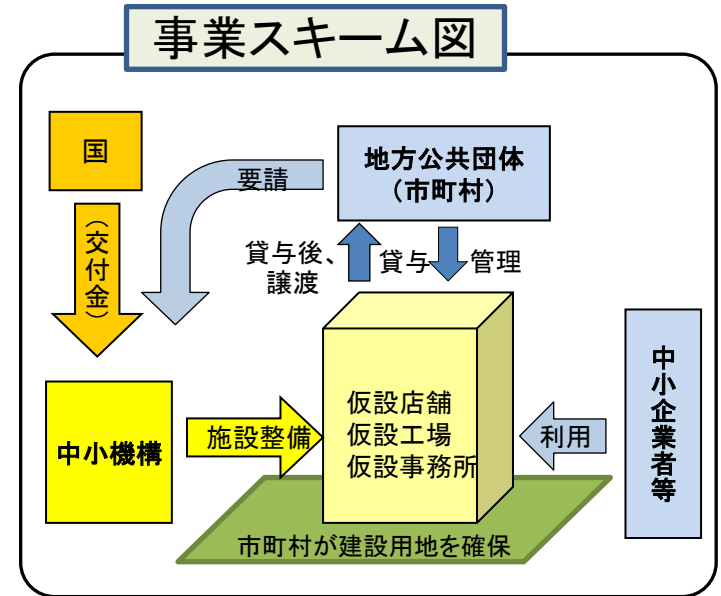 事業スキーム図
国
地方公共団体
（市町村）
要請
（交付金）
貸与後、
譲渡
貸与
管理
中小機構
施設整備
仮設店舗
仮設工場
仮設事務所
利用
中小企業者等
市町村が建設用地を確保